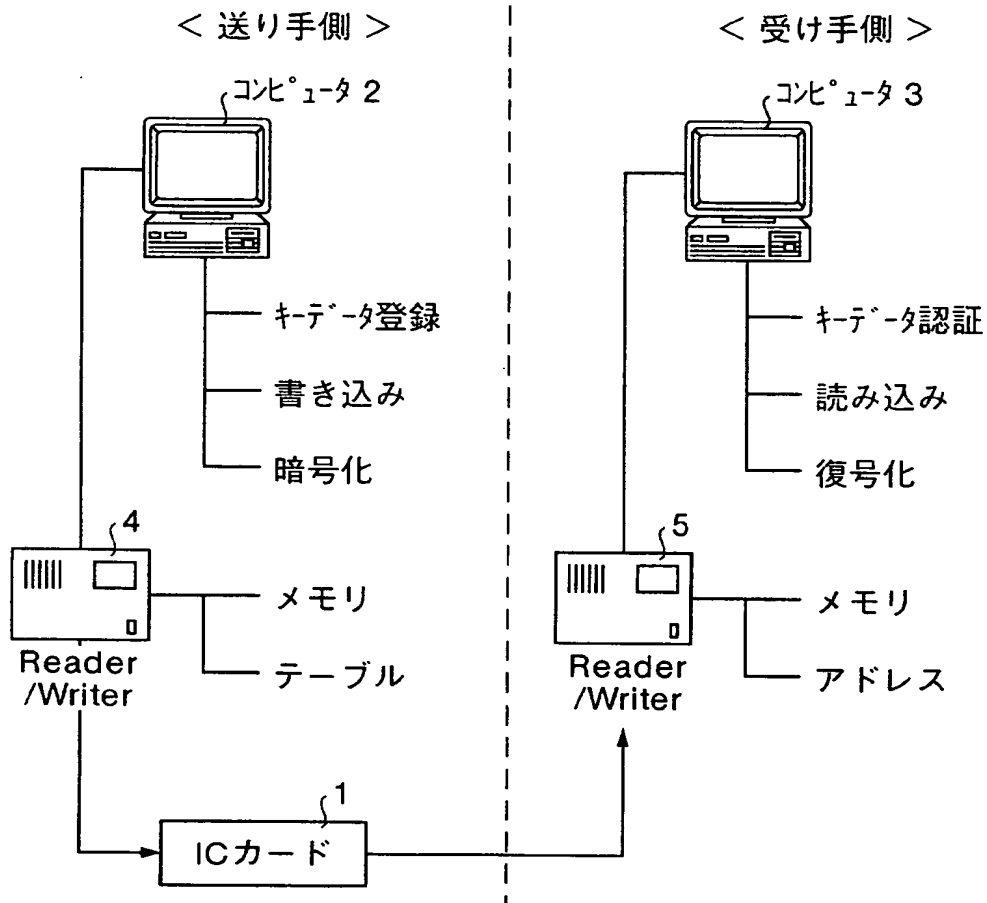 < 送り手側 >
コンピュータ 2
キーデータ登録
書き込み
暗号化
4
メモリ
テーブル
Reader
/Writer
1
ICカード
< 受け手側 >
コンピュータ 3
キーデータ認証
読み込み
復号化
5
メモリ
アドレス
Reader
/Writer